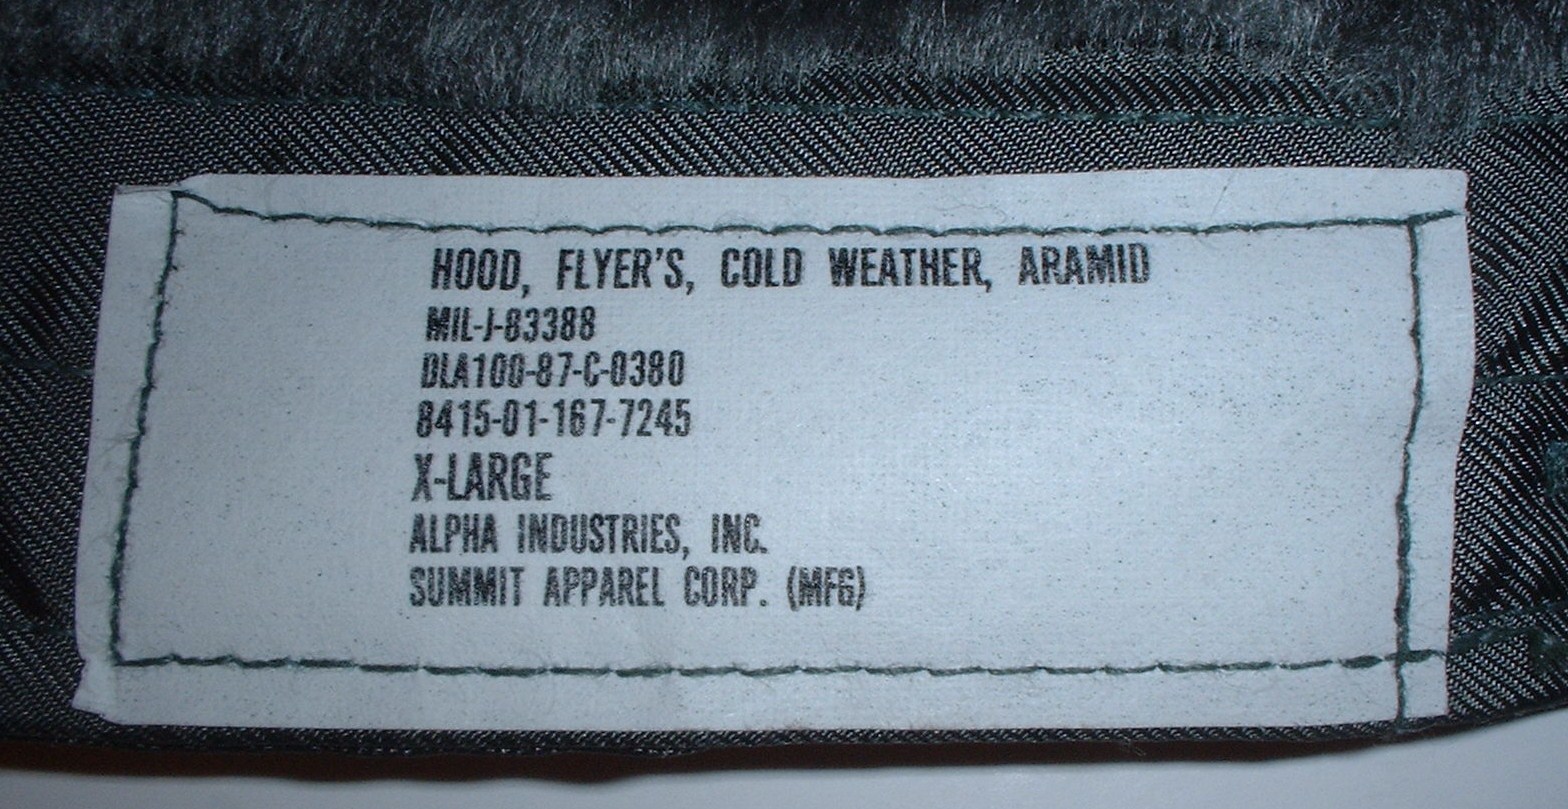 HOOD, FLYER'S, COLD WEATHER, ARAMID
MIL-J-83388
DLA100-87-C-0380
8415-01-167-7245
X-LARGE
ALPHA INDUSTRIES, INC.
SUMMIT APPAREL CORP. (MFG)